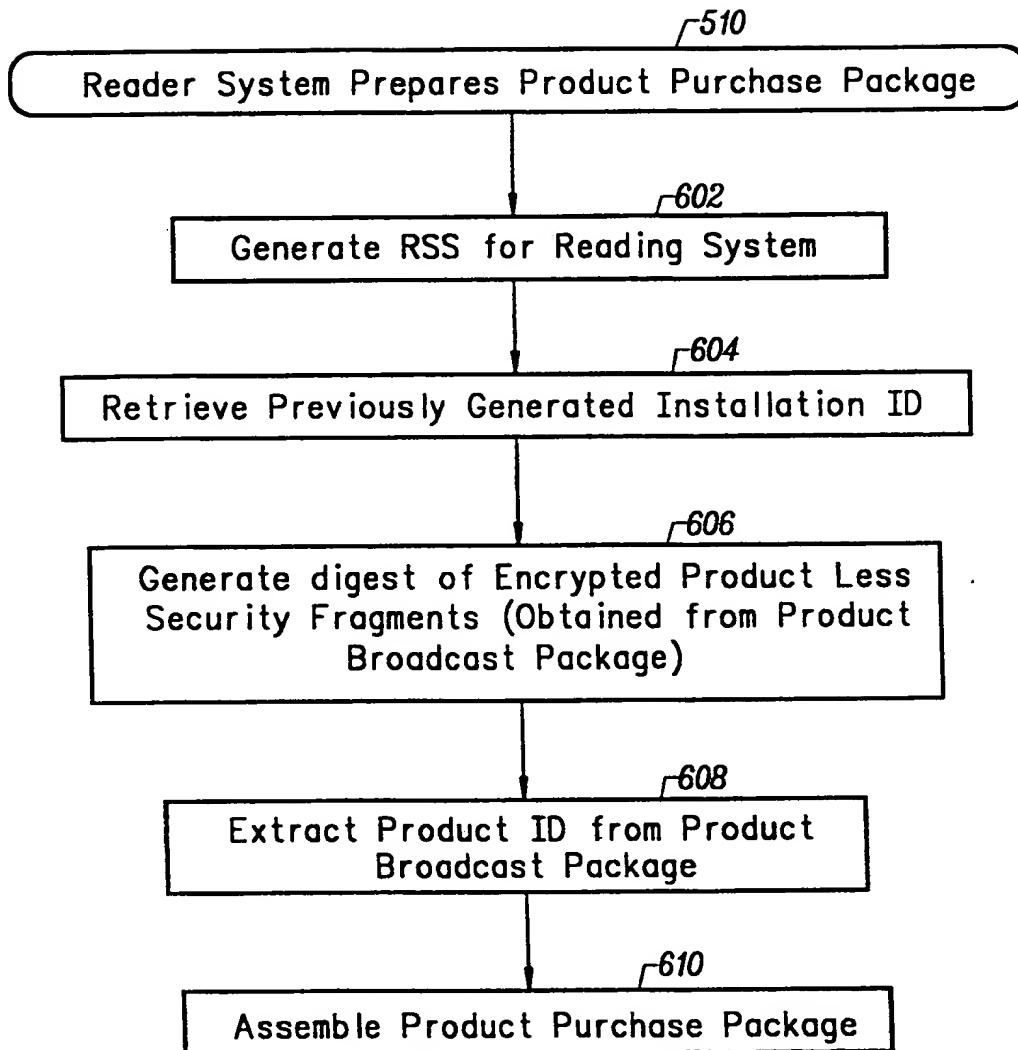 510
Reader System Prepares Product Purchase Package
602
Generate RSS for Reading System
604
Retrieve Previously Generated Installation ID
606
Generate digest of Encrypted Product Less
Security Fragments (Obtained from Product
Broadcast Package)
608
Extract Product ID from Product
Broadcast Package
610
Assemble Product Purchase Package